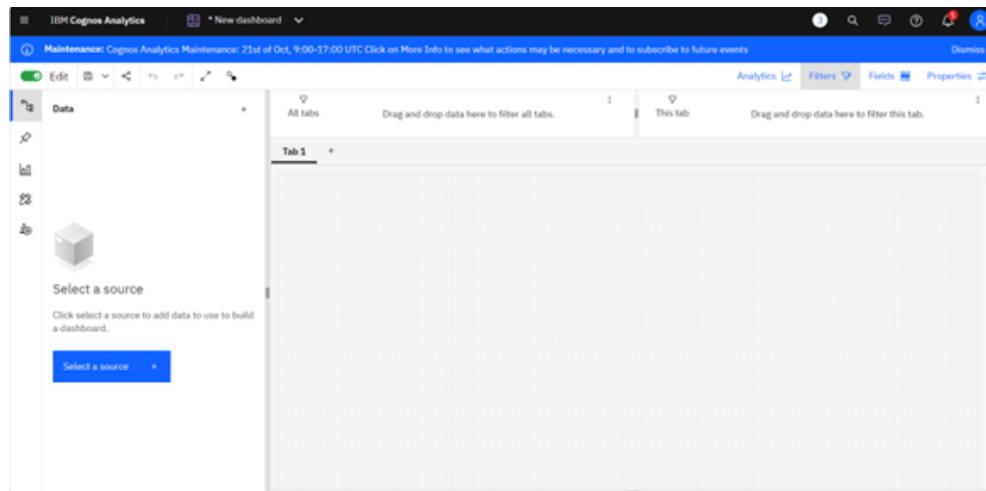 IBM Cognos Analytics
* New dashboard
3
Maintenance: Cognos Analytics Maintenance: 21st of Oct, 9:00-17:00 UTC Click on More Info to see what actions may be necessary and to subscribe to future events
Dismiss
Edit
Analytics
Filters
Fields
Properties
Data
+
All tabs
Drag and drop data here to filter all tabs.
This tab
Drag and drop data here to filter this tab.
Tab 1
+
Select a source
Click select a source to add data to use to build
a dashboard.
Select a source +